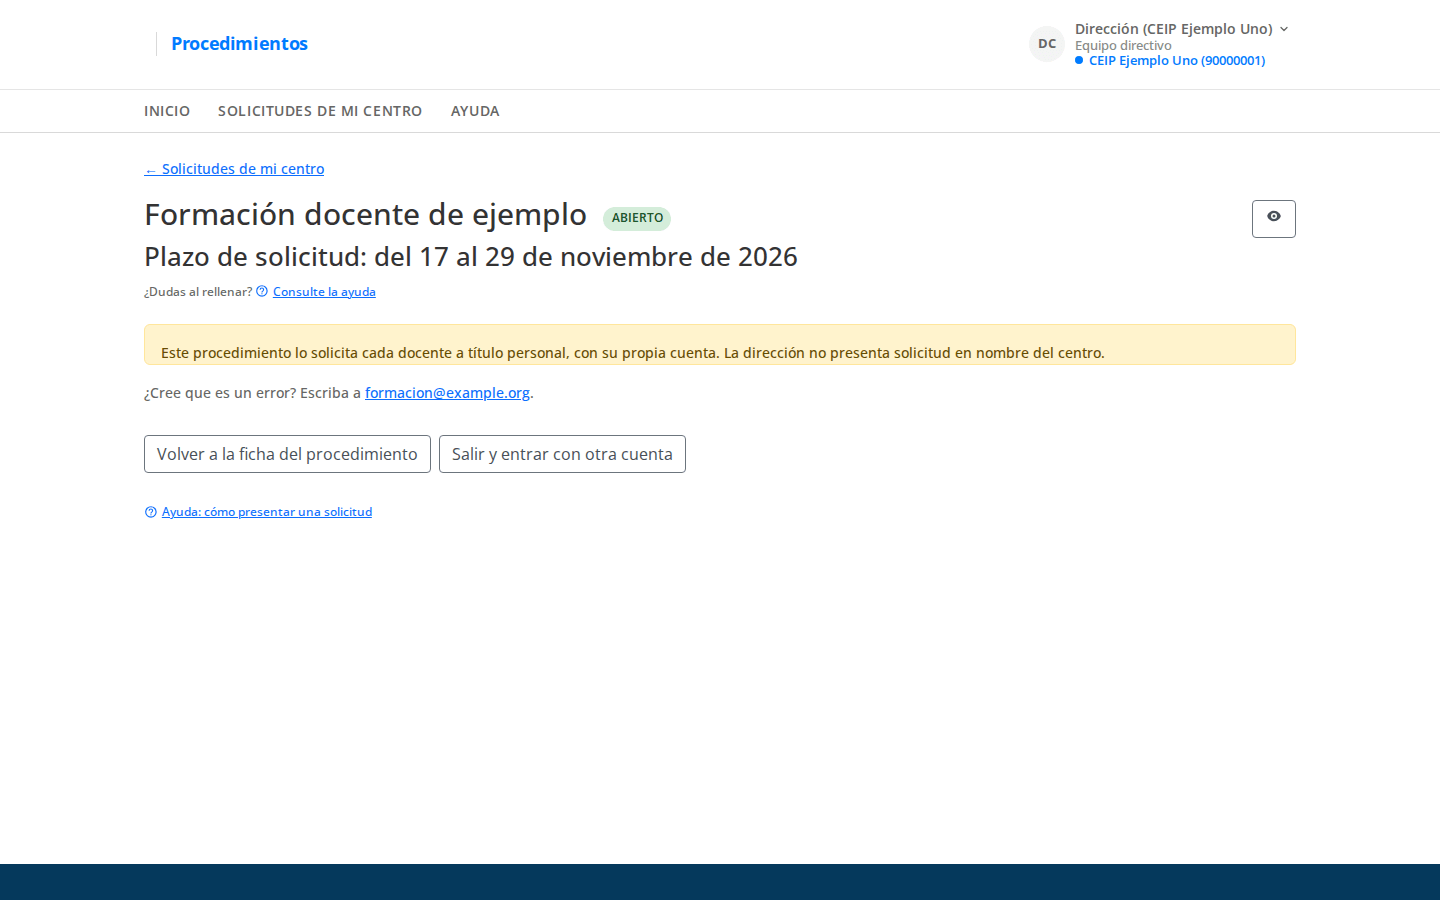 Procedimientos
DC
Dirección (CEIP Ejemplo Uno)
Equipo directivo
CEIP Ejemplo Uno (90000001)
INICIO
SOLICITUDES DE MI CENTRO
AYUDA
← Solicitudes de mi centro
Formación docente de ejemplo
ABIERTO
Plazo de solicitud: del 17 al 29 de noviembre de 2026
¿Dudas al rellenar? Consulte la ayuda
Este procedimiento lo solicita cada docente a título personal, con su propia cuenta. La dirección no presenta solicitud en nombre del centro.
¿Cree que es un error? Escriba a formacion@example.org.
Volver a la ficha del procedimiento
Salir y entrar con otra cuenta
Ayuda: cómo presentar una solicitud